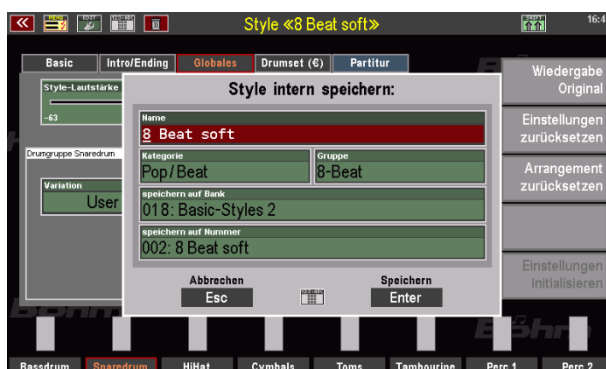 Style «8 Beat soft»
16:4
Basic Intro/Ending Globales Drumset (€) Partitur
Style-Lautstärke
-63
Drumgruppe Snaredrum
Variation
User
Style intern speichern:
Name
8 Beat soft
Kategorie Gruppe
Pop/Beat 8-Beat
speichern auf Bank
018: Basic-Styles 2
speichern auf Nummer
002: 8 Beat soft
Abbrechen Speichern
Esc Enter
Wiedergabe
Original
Einstellungen
zurücksetzen
Arrangement
zurücksetzen
Einstellungen
initialisieren
Böhm
Bassdrum Snaredrum HiHat Cymbals Toms Tambourine Perc 1 Perc 2